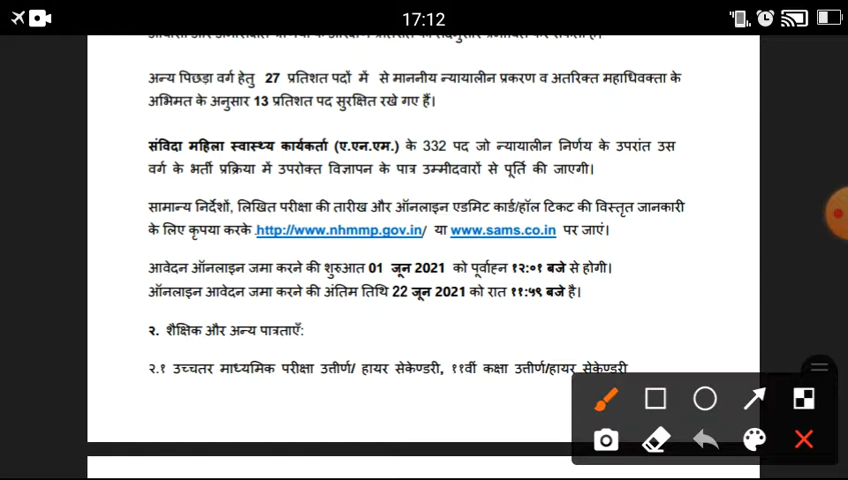 17:12
अन्य पिछड़ा वर्ग हेतु 27 प्रतिशत पदों में से माननीय न्यायालीन प्रकरण व अतरिक्त महाधिवक्ता के
अभिमत के अनुसार 13 प्रतिशत पद सुरक्षित रखे गए हैं।
संविदा महिला स्वास्थ्य कार्यकर्ता (ए.एन.एम.) के 332 पद जो न्यायालीन निर्णय के उपरांत उस
वर्ग के भर्ती प्रक्रिया में उपरोक्त विज्ञापन के पात्र उम्मीदवारों से पूर्ति की जाएगी।
सामान्य निर्देशों, लिखित परीक्षा की तारीख और ऑनलाइन एडमिट कार्ड/हॉल टिकट की विस्तृत जानकारी
के लिए कृपया करके http://www.nhmmp.gov.in/ या www.sams.co.in पर जाएं।
आवेदन ऑनलाइन जमा करने की शुरुआत 01 जून 2021 को पूर्वाह्न १२:०१ बजे से होगी।
ऑनलाइन आवेदन जमा करने की अंतिम तिथि 22 जून 2021 को रात ११:५९ बजे है।
२. शैक्षिक और अन्य पात्रताएँ:
२.१ उच्चतर माध्यमिक परीक्षा उत्तीर्ण/ हायर सेकेण्डरी, ११वीं कक्षा उत्तीर्ण/हायर सेकेण्डरी